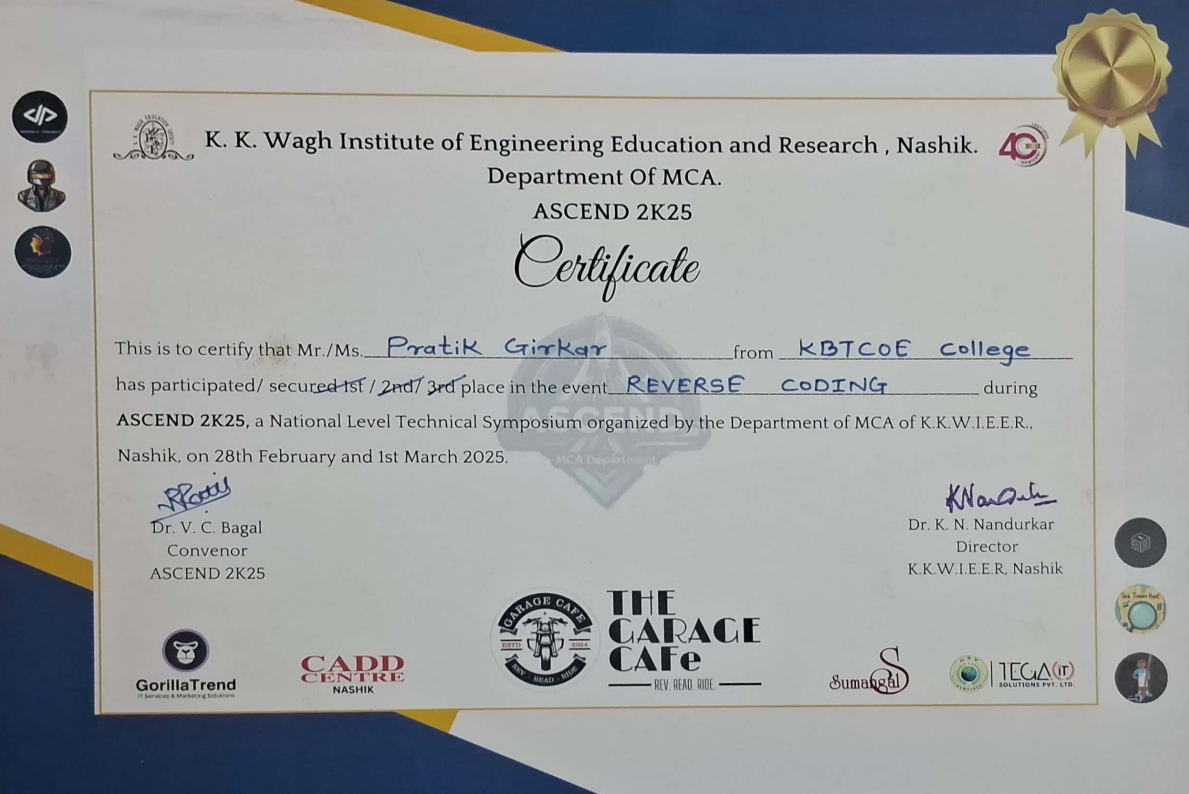 K. K. Wagh Institute of Engineering Education and Research , Nashik.
Department Of MCA.
ASCEND 2K25
Certificate
This is to certify that Mr./Ms. Pratik Girkar from KBTCOE College
has participated/ secured 1st / 2nd/ 3rd place in the event REVERSE CODING during
ASCEND 2K25, a National Level Technical Symposium organized by the Department of MCA of K.K.W.I.E.E.R.,
Nashik, on 28th February and 1st March 2025.
ASCEND
MCA Department
Dr. V. C. Bagal
Convenor
ASCEND 2K25
Dr. K. N. Nandurkar
Director
K.K.W.I.E.E.R, Nashik
GorillaTrend
IT Services & Marketing Solutions
CADD
CENTRE
NASHIK
GARAGE CAFE
ESTD 2024
REV - READ - RIDE
THE
GARAGE
CAFe
REV. READ. RIDE.
Sumangal
TEGA (iT)
SOLUTIONS PVT. LTD.